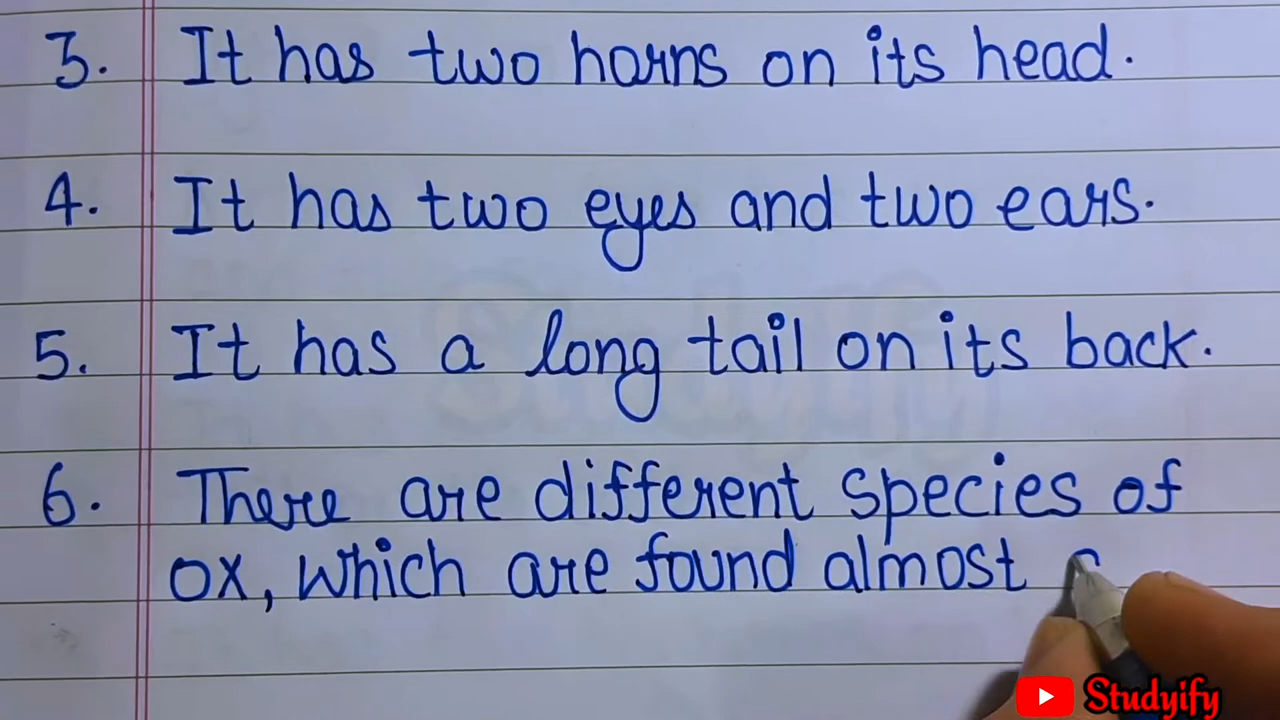 3. It has two horns on its head.
4. It has two eyes and two ears.
5. It has a long tail on its back.
6. There are different species of
ox, which are found almost
Studyify